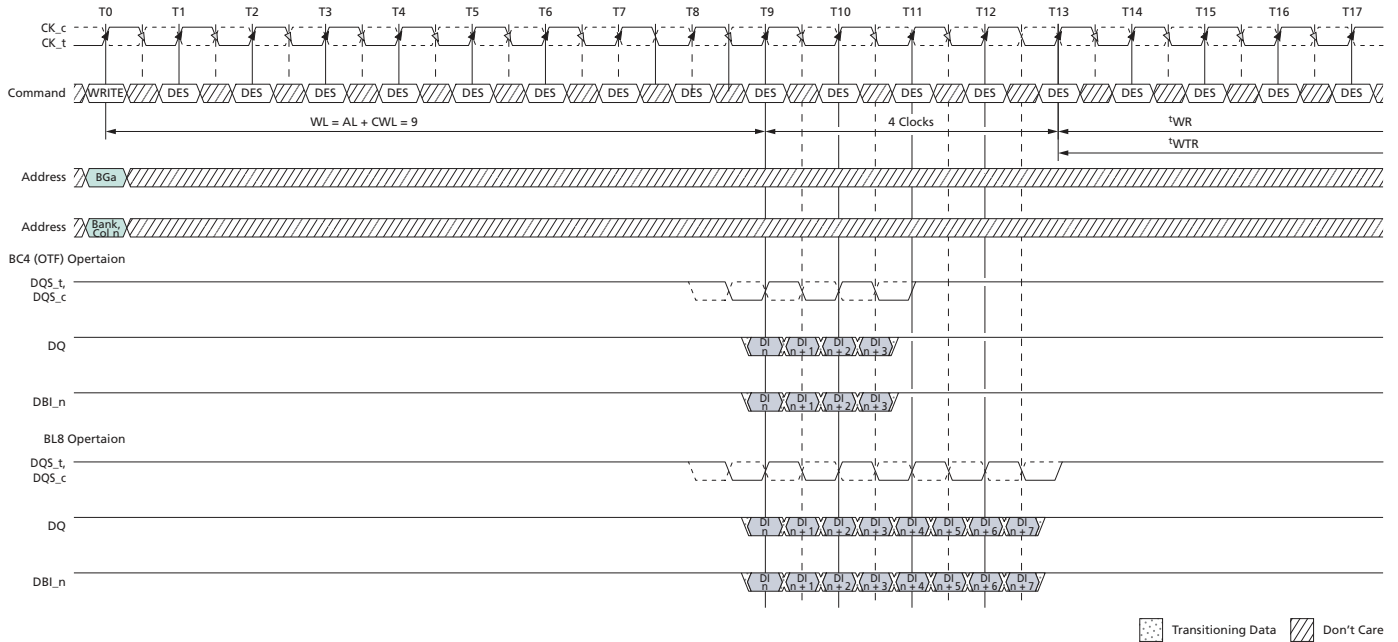 T0 T1 T2 T3 T4 T5 T6 T7 T8 T9 T10 T11 T12 T13 T14 T15 T16 T17
CK_c
CK_t
Command WRITE DES DES DES DES DES DES DES DES DES DES DES DES DES DES DES DES DES
WL = AL + CWL = 9 4 Clocks tWR
tWTR
Address BGa
Address Bank,
Col n
BC4 (OTF) Opertaion
DQS_t,
DQS_c
DQ DI n DI n + 1 DI n + 2 DI n + 3
DBI_n DI n DI n + 1 DI n + 2 DI n + 3
BL8 Opertaion
DQS_t,
DQS_c
DQ DI n DI n + 1 DI n + 2 DI n + 3 DI n + 4 DI n + 5 DI n + 6 DI n + 7
DBI_n DI n DI n + 1 DI n + 2 DI n + 3 DI n + 4 DI n + 5 DI n + 6 DI n + 7
Transitioning Data Don't Care